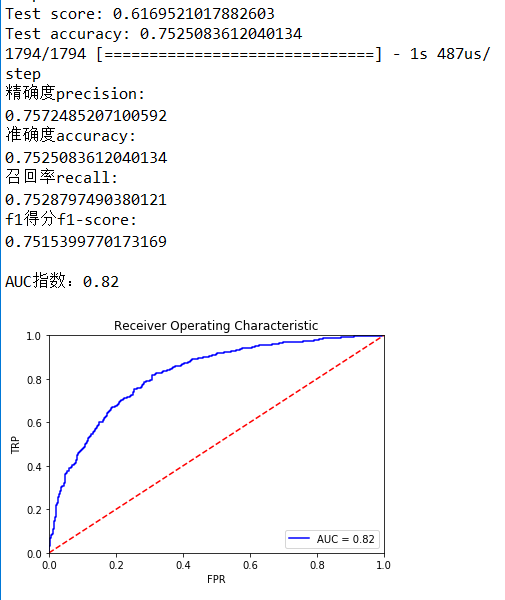 Test score: 0.6169521017882603
Test accuracy: 0.7525083612040134
1794/1794 [==============================] - 1s 487us/
step
精确度precision:
0.7572485207100592
准确度accuracy:
0.7525083612040134
召回率recall:
0.7528797490380121
f1得分f1-score:
0.7515399770173169
AUC指数：0.82
Receiver Operating Characteristic
1.0
0.8
0.6
0.4
0.2
0.0
TRP
AUC = 0.82
0.0 0.2 0.4 0.6 0.8 1.0
FPR